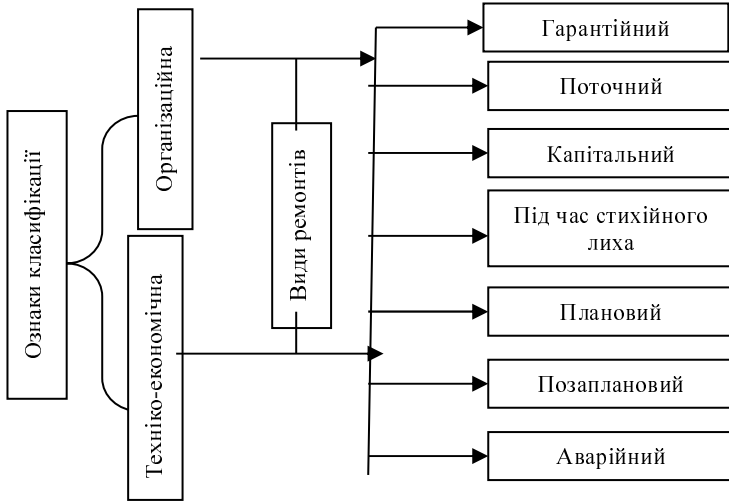 Ознаки класифікації
Організаційна
Техніко-економічна
Види ремонтів
Гарантійний
Поточний
Капітальний
Під час стихійного
лиха
Плановий
Позаплановий
Аварійний